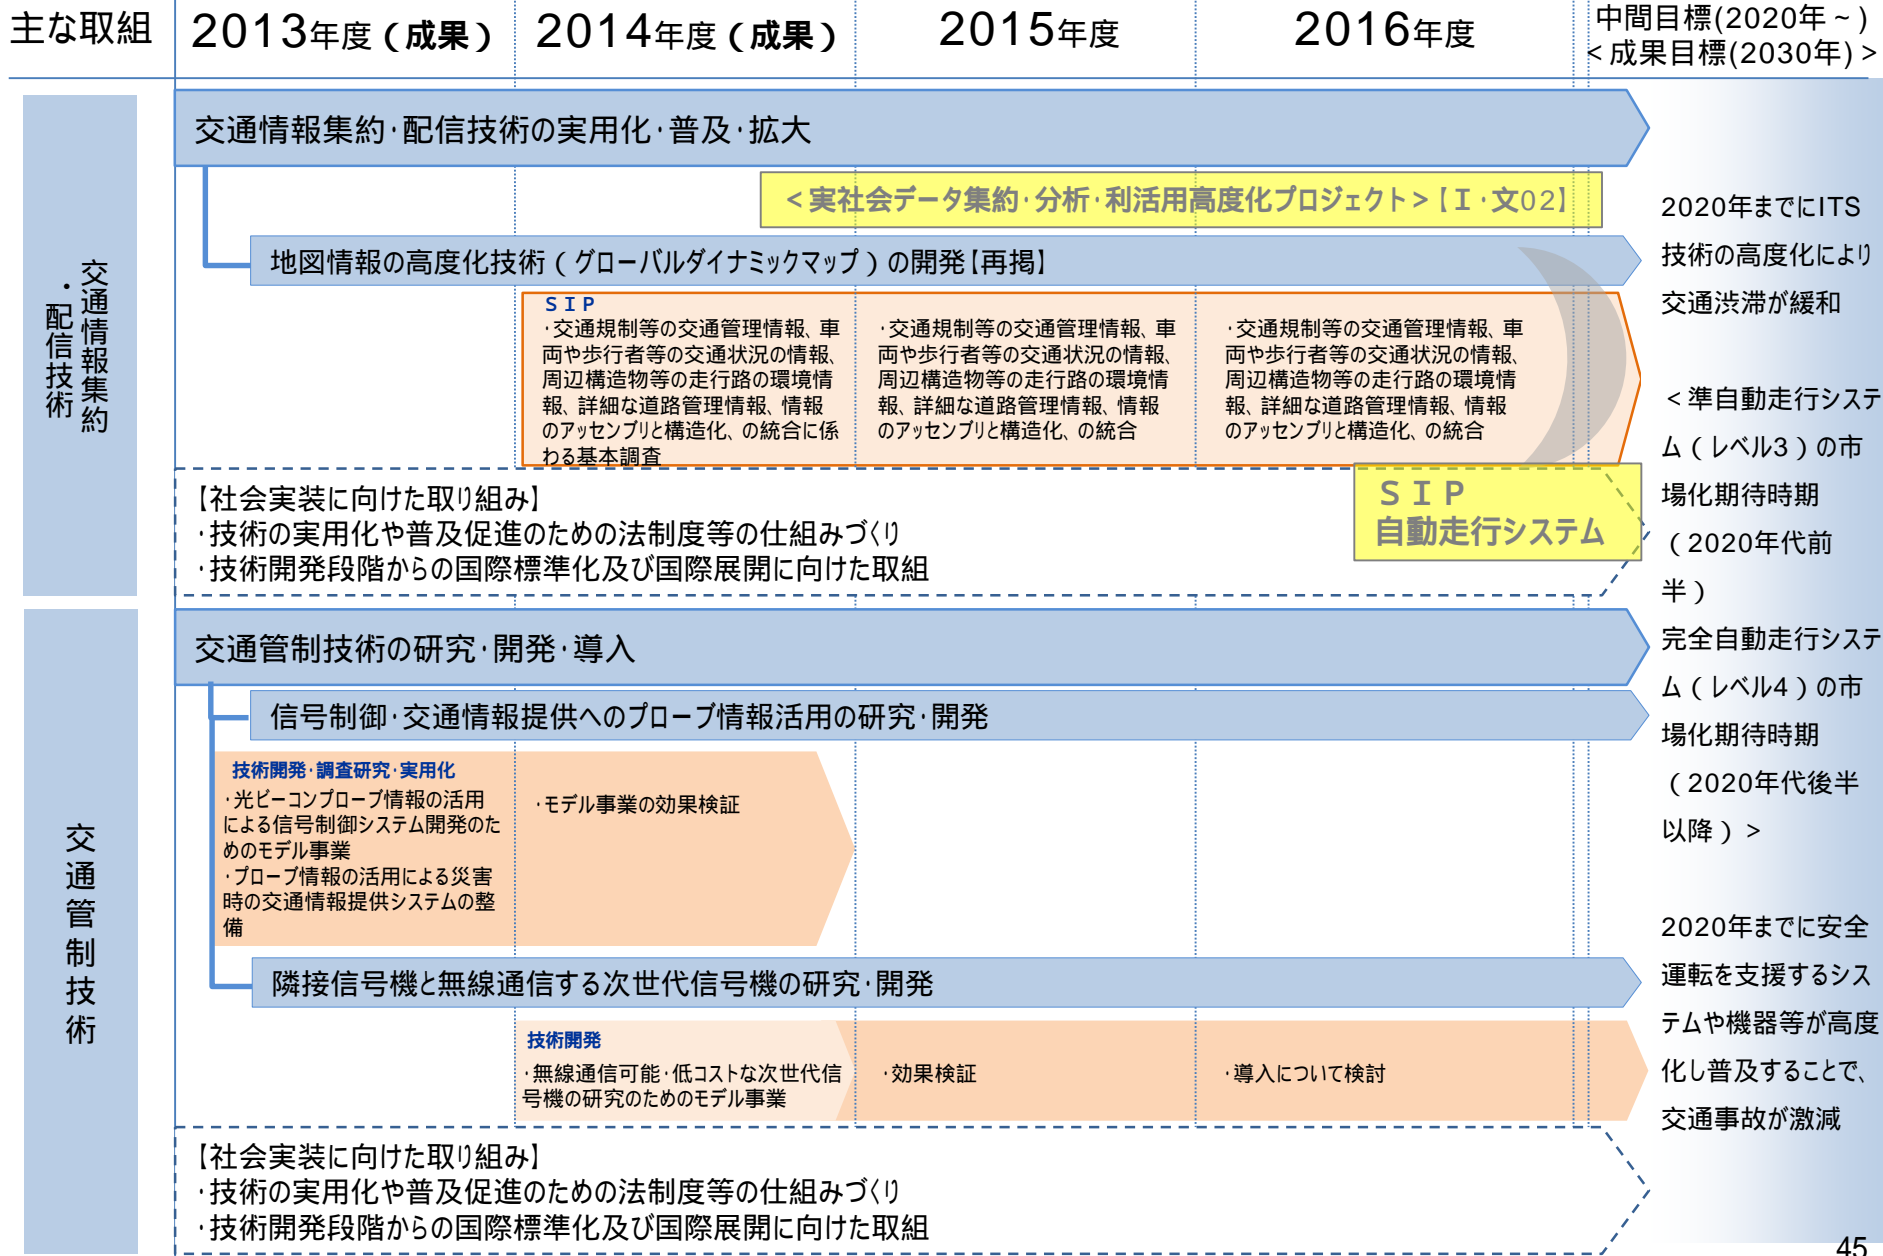 主な取組
2013年度(成果)
2014年度(成果)
2015年度
2016年度
中間目標(2020年~)
<成果目標(2030年)>
交通情報集約
・配信技術
交通情報集約・配信技術の実用化・普及・拡大
<実社会データ集約・分析・利活用高度化プロジェクト>【Ⅰ・文02】
地図情報の高度化技術(グローバルダイナミックマップ)の開発【再掲】
SIP
・交通規制等の交通管理情報、車
両や歩行者等の交通状況の情報、
周辺構造物等の走行路の環境情
報、詳細な道路管理情報、情報
のアッセンブリと構造化、の統合に係
わる基本調査
・交通規制等の交通管理情報、車
両や歩行者等の交通状況の情報、
周辺構造物等の走行路の環境情
報、詳細な道路管理情報、情報
のアッセンブリと構造化、の統合
・交通規制等の交通管理情報、車
両や歩行者等の交通状況の情報、
周辺構造物等の走行路の環境情
報、詳細な道路管理情報、情報
のアッセンブリと構造化、の統合
SIP
自動走行システム
【社会実装に向けた取り組み】
・技術の実用化や普及促進のための法制度等の仕組みづくり
・技術開発段階からの国際標準化及び国際展開に向けた取組
交通管制技術
交通管制技術の研究・開発・導入
信号制御・交通情報提供へのプローブ情報活用の研究・開発
技術開発・調査研究・実用化
・光ビーコンプローブ情報の活用
による信号制御システム開発のた
めのモデル事業
・プローブ情報の活用による災害
時の交通情報提供システムの整
備
・モデル事業の効果検証
隣接信号機と無線通信する次世代信号機の研究・開発
技術開発
・無線通信可能・低コストな次世代信
号機の研究のためのモデル事業
・効果検証
・導入について検討
【社会実装に向けた取り組み】
・技術の実用化や普及促進のための法制度等の仕組みづくり
・技術開発段階からの国際標準化及び国際展開に向けた取組
2020年までにITS
技術の高度化により
交通渋滞が緩和
<準自動走行システ
ム(レベル3)の市
場化期待時期
(2020年代前
半)
完全自動走行システ
ム(レベル4)の市
場化期待時期
(2020年代後半
以降)>
2020年までに安全
運転を支援するシス
テムや機器等が高度
化し普及することで、
交通事故が激減
45